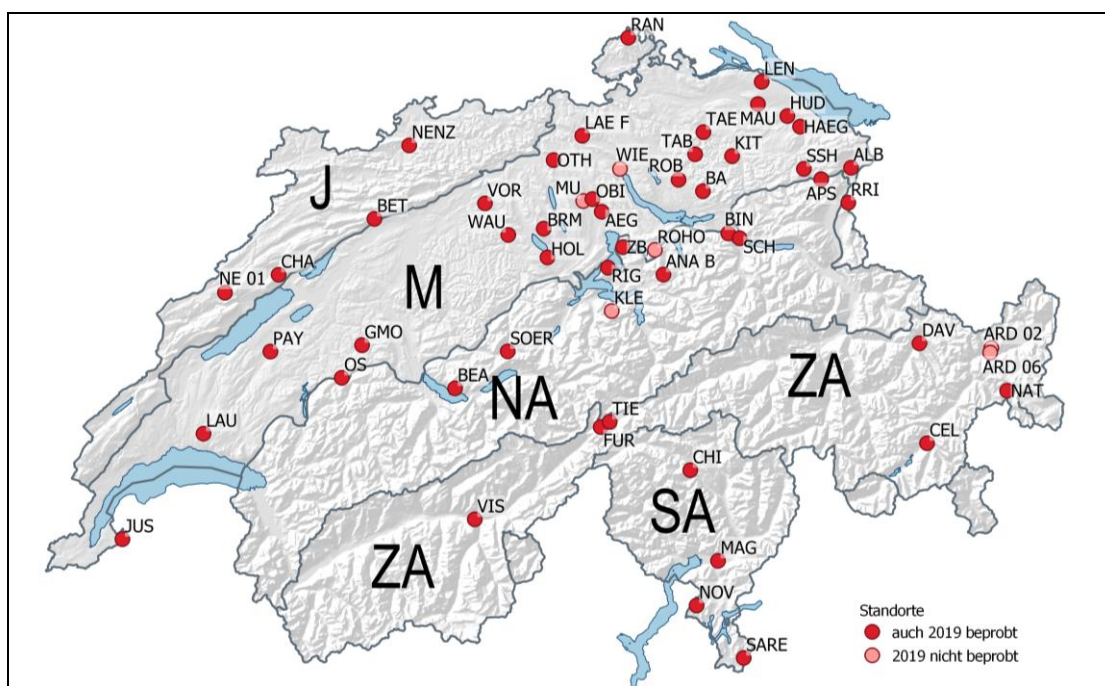 RAN
LEN
HUD
MAU
HAEG
TAE
NENZ
LAE F
TAB
KIT
OTH
WIE
ROB
BA
SSH
ALB
APS
RRI
J
VOR
MU
OBI
AEG
BET
WAU
BRM
BIN
HOL
ZB
ROHO
SCH
CHA
NE 01
M
RIG
ANA B
KLE
PAY
GMO
SOER
DAV
ARD 02
ARD 06
OS
BEA
NA
ZA
NAT
LAU
TIE
FUR
CEL
CHI
SA
VIS
JUS
ZA
MAG
NOV
SARE
Standorte
auch 2019 beprobt
2019 nicht beprobt